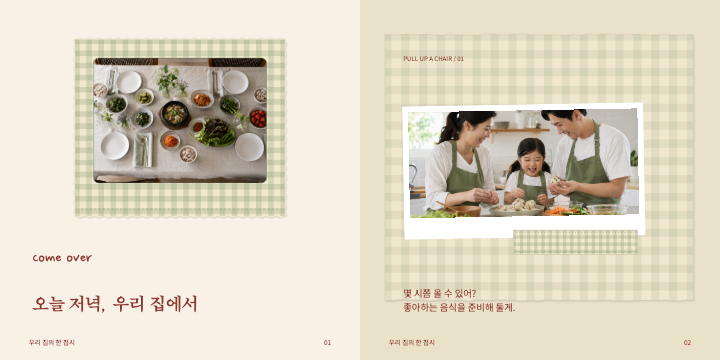 come over
오늘 저녁, 우리 집에서
우리 집의 한 접시
01
PULL UP A CHAIR / 01
몇 시쯤 올 수 있어?
좋아하는 음식을 준비해 둘게.
우리 집의 한 접시
02